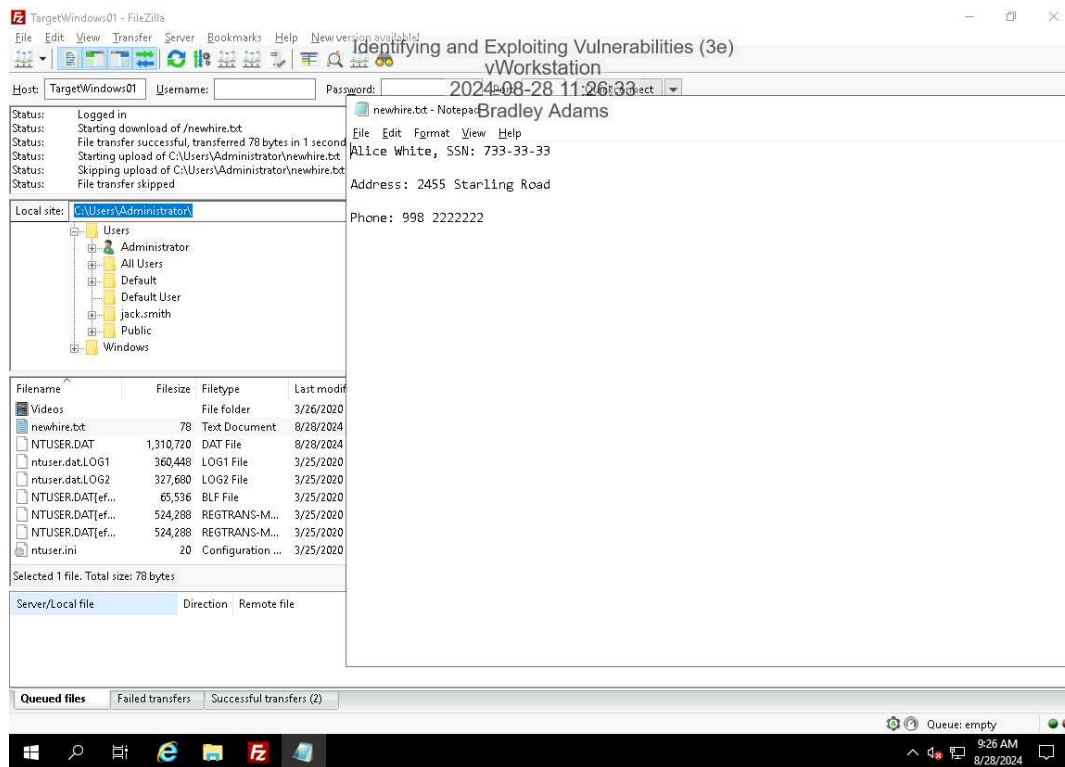 TargetWindows01 - FileZilla
File Edit View Transfer Server Bookmarks Help New version available!
Identifying and Exploiting Vulnerabilities (3e)
vWorkstation
2024-08-28 11:26:33
Bradley Adams
Host: TargetWindows01 Username: Password:
Status: Logged in
Status: Starting download of /newhire.txt
Status: File transfer successful, transferred 78 bytes in 1 second
Status: Starting upload of C:\Users\Administrator\newhire.txt
Status: Skipping upload of C:\Users\Administrator\newhire.txt
Status: File transfer skipped
newhire.txt - Notepad
File Edit Format View Help
Alice White, SSN: 733-33-33
Address: 2455 Starling Road
Phone: 998 2222222
Local site: C:\Users\Administrator\
Users
Administrator
All Users
Default
Default User
jack.smith
Public
Windows
Filename Filesize Filetype Last modif
Videos File folder 3/26/2020
newhire.txt 78 Text Document 8/28/2024
NTUSER.DAT 1,310,720 DAT File 8/28/2024
ntuser.dat.LOG1 360,448 LOG1 File 3/25/2020
ntuser.dat.LOG2 327,680 LOG2 File 3/25/2020
NTUSER.DAT{ef... 65,536 BLF File 3/25/2020
NTUSER.DAT{ef... 524,288 REGTRANS-M... 3/25/2020
NTUSER.DAT{ef... 524,288 REGTRANS-M... 3/25/2020
ntuser.ini 20 Configuration ... 3/25/2020
Selected 1 file. Total size: 78 bytes
Server/Local file Direction Remote file
Queued files Failed transfers Successful transfers (2)
Queue: empty
9:26 AM
8/28/2024